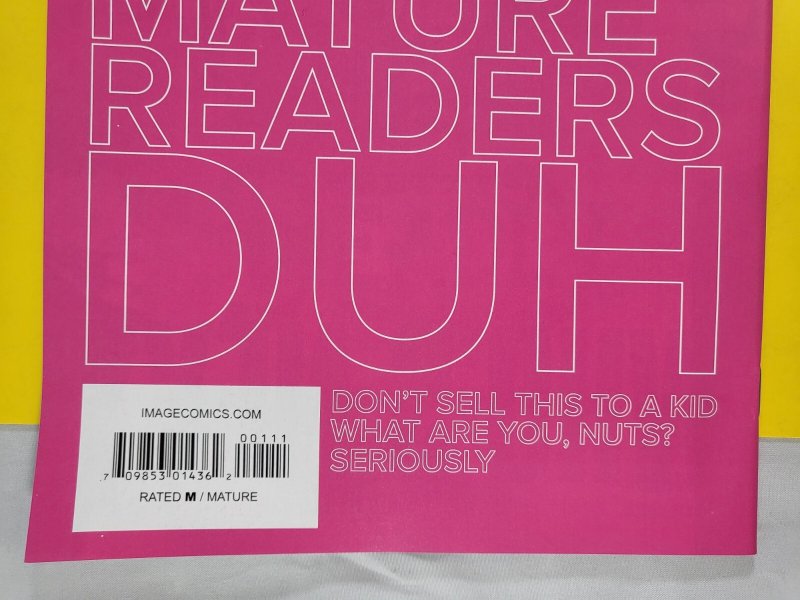 MATURE
READERS
DUH
DON'T SELL THIS TO A KID
WHAT ARE YOU, NUTS?
SERIOUSLY
IMAGECOMICS.COM
00111
7 09853 01436 2
RATED M / MATURE